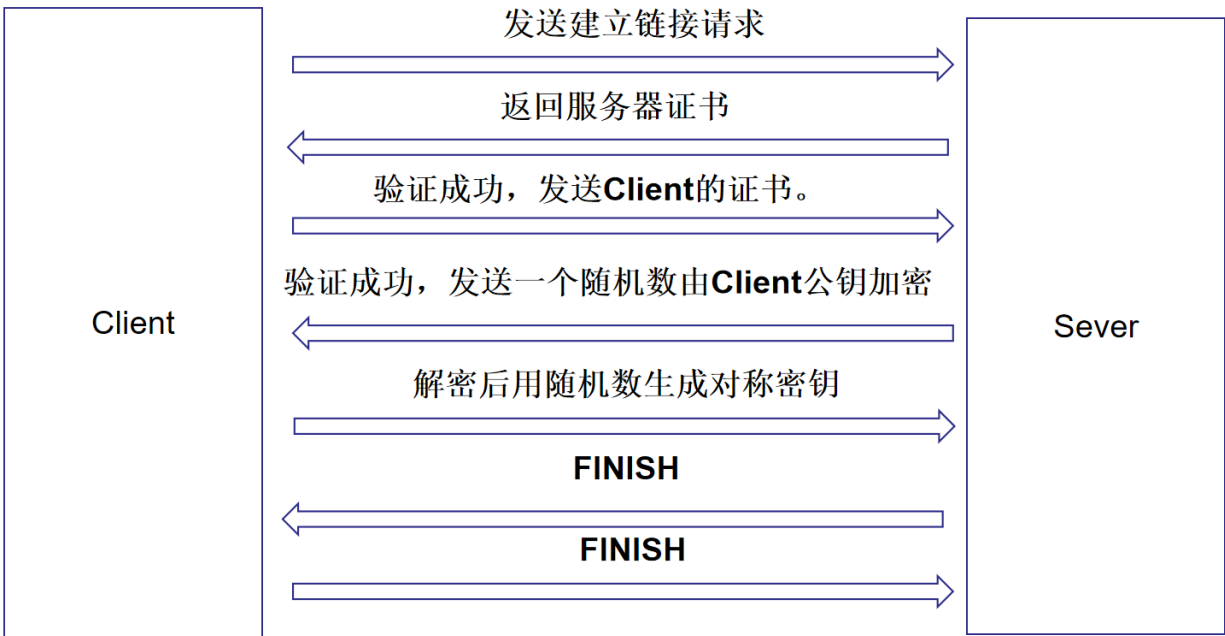 发送建立链接请求
返回服务器证书
验证成功，发送Client的证书。
验证成功，发送一个随机数由Client公钥加密
Client
Sever
解密后用随机数生成对称密钥
FINISH
FINISH